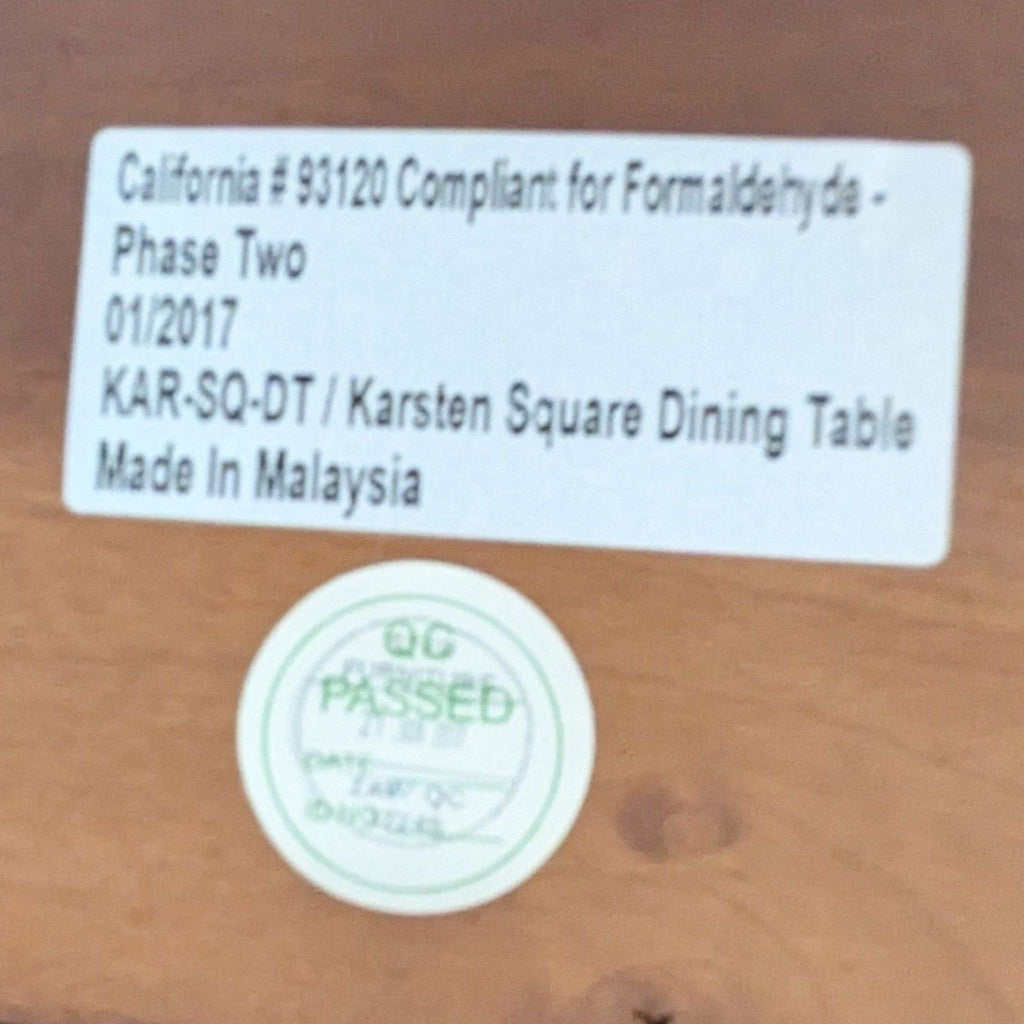 California # 93120 Compliant for Formaldehyde -
Phase Two
01/2017
KAR-SQ-DT / Karsten Square Dining Table
Made In Malaysia
QC
PASSED
DATE